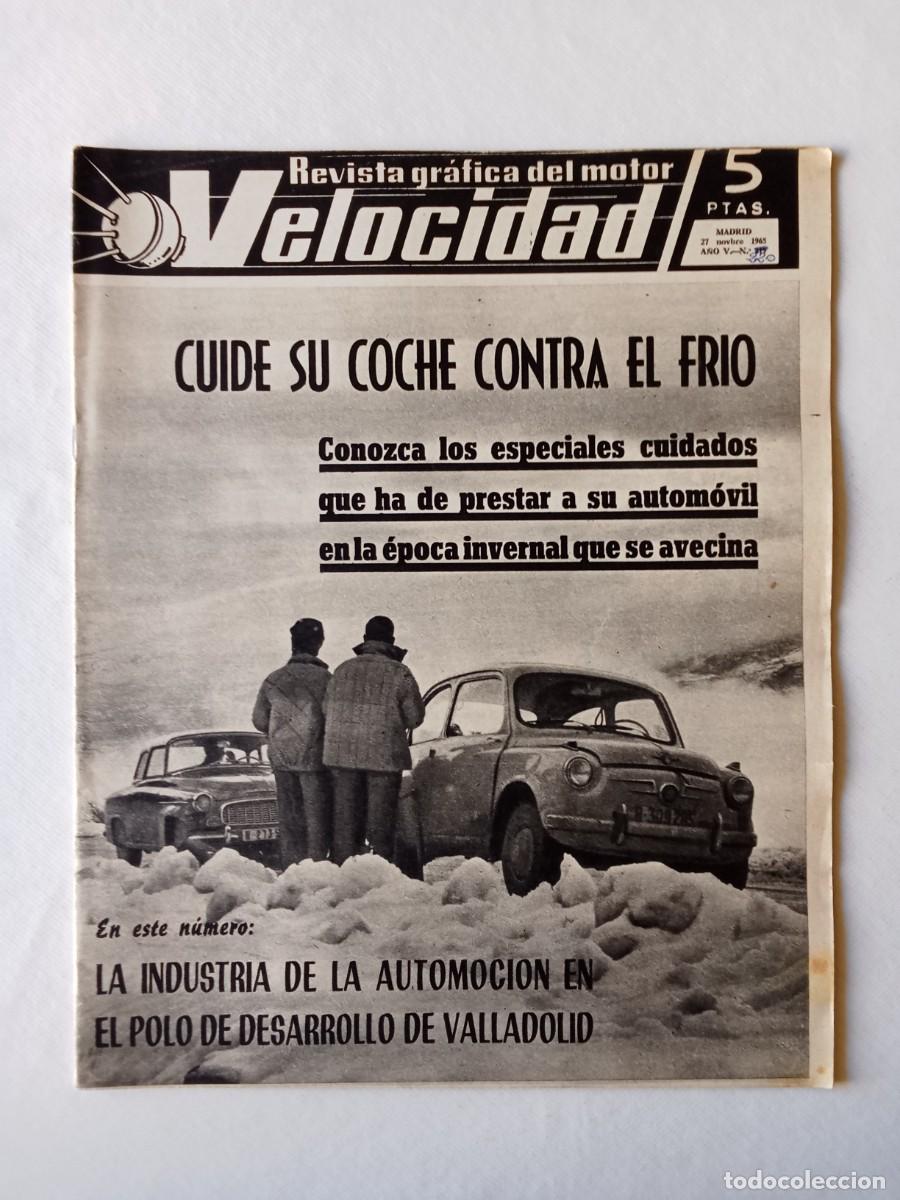 Revista gráfica del motor
Velocidad
5
PTAS.
MADRID
27 novbre 1965
AÑO V.—N.º
CUIDE SU COCHE CONTRA EL FRIO
Conozca los especiales cuidados
que ha de prestar a su automóvil
en la época invernal que se avecina
En este número:
LA INDUSTRIA DE LA AUTOMOCION EN
EL POLO DE DESARROLLO DE VALLADOLID
todocoleccion